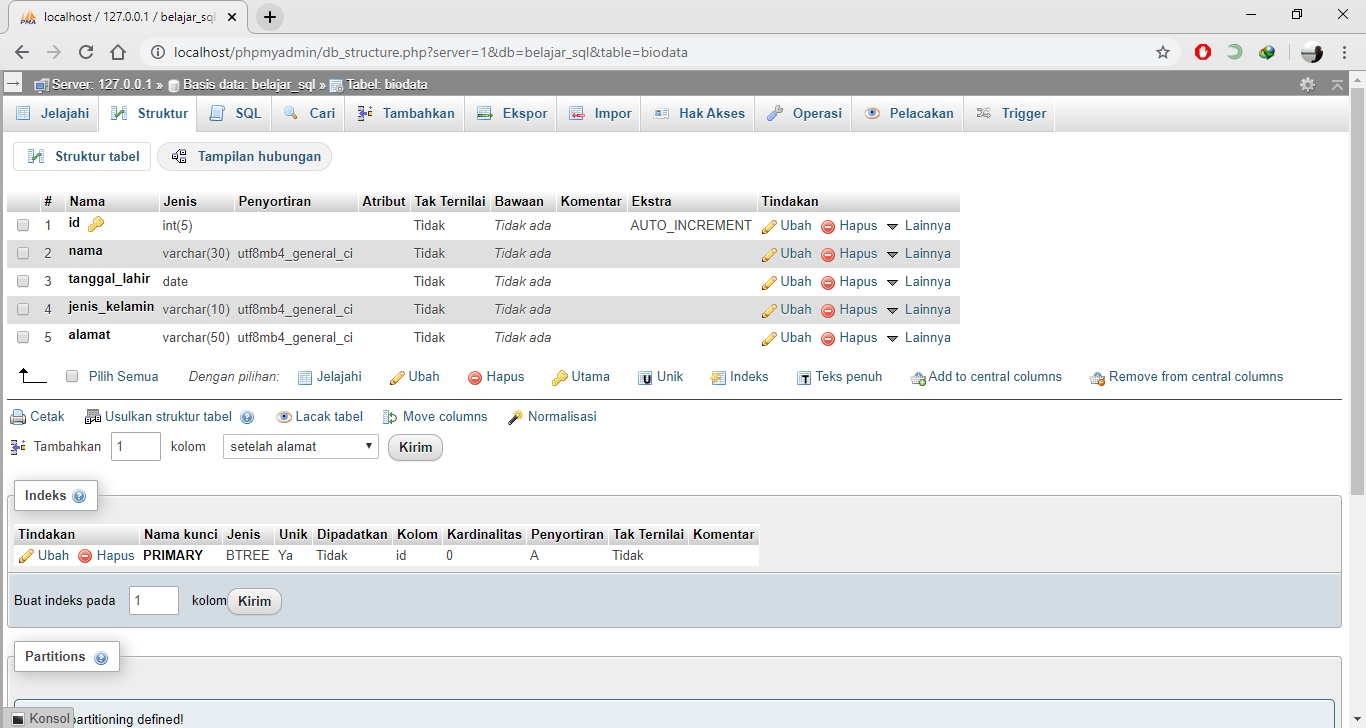 localhost / 127.0.0.1 / belajar_sql
localhost/phpmyadmin/db_structure.php?server=1&db=belajar_sql&table=biodata
Server: 127.0.0.1 » Basis data: belajar_sql » Tabel: biodata
Jelajahi Struktur SQL Cari Tambahkan Ekspor Impor Hak Akses Operasi Pelacakan Trigger
Struktur tabel Tampilan hubungan
# Nama Jenis Penyortiran Atribut Tak Ternilai Bawaan Komentar Ekstra Tindakan
1 id int(5) Tidak Tidak ada AUTO_INCREMENT Ubah Hapus Lainnya
2 nama varchar(30) utf8mb4_general_ci Tidak Tidak ada Ubah Hapus Lainnya
3 tanggal_lahir date Tidak Tidak ada Ubah Hapus Lainnya
4 jenis_kelamin varchar(10) utf8mb4_general_ci Tidak Tidak ada Ubah Hapus Lainnya
5 alamat varchar(50) utf8mb4_general_ci Tidak Tidak ada Ubah Hapus Lainnya
Pilih Semua Dengan pilihan: Jelajahi Ubah Hapus Utama Unik Indeks Teks penuh Add to central columns Remove from central columns
Cetak Usulkan struktur tabel Lacak tabel Move columns Normalisasi
Tambahkan 1 kolom setelah alamat Kirim
Indeks
Tindakan Nama kunci Jenis Unik Dipadatkan Kolom Kardinalitas Penyortiran Tak Ternilai Komentar
Ubah Hapus PRIMARY BTREE Ya Tidak id 0 A Tidak
Buat indeks pada 1 kolom Kirim
Partitions
Konsol partitioning defined!